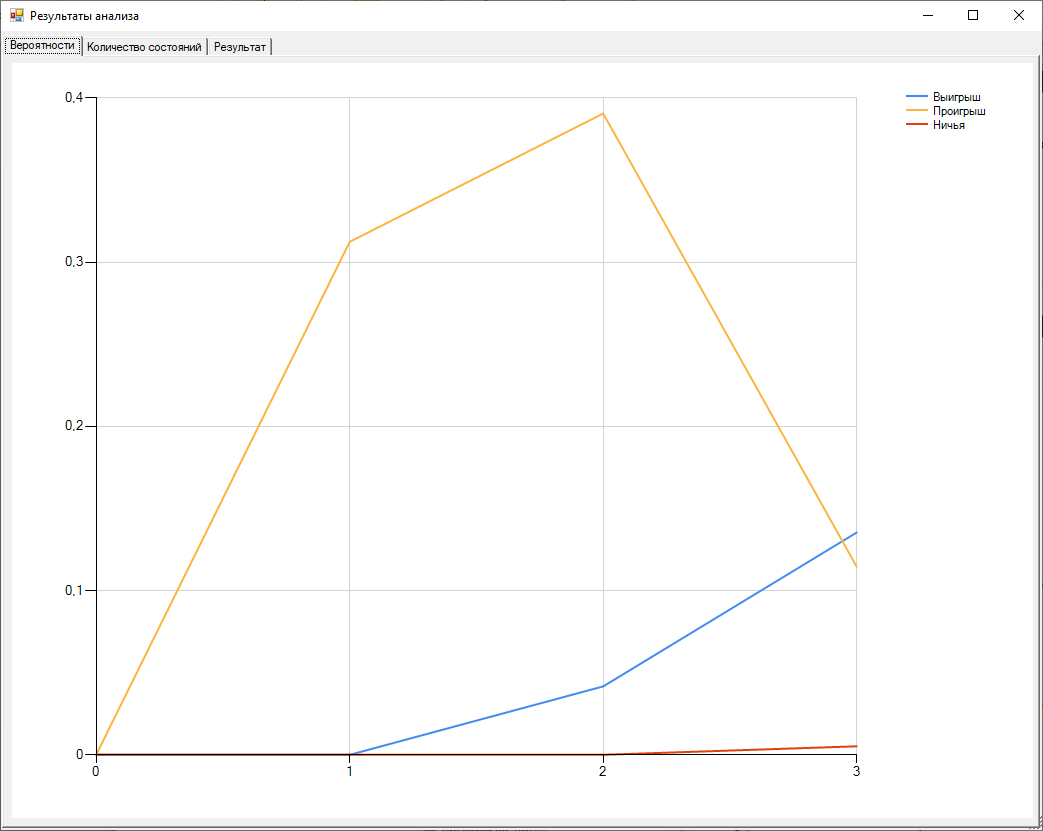 Результаты анализа
Вероятности Количество состояний Результат
Выигрыш
Проигрыш
Ничья
0,4
0,3
0,2
0,1
0
0 1 2 3